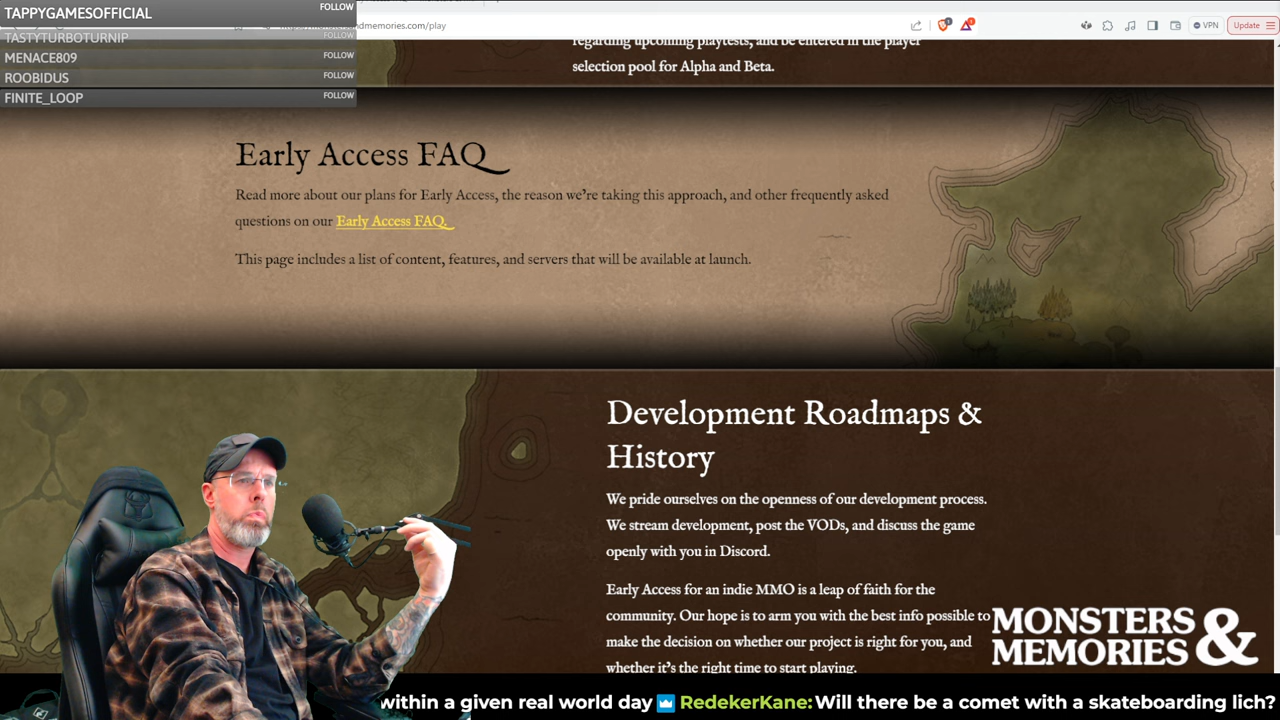 TAPPYGAMESOFFICIAL FOLLOW
TASTYTURBOTURNIP FOLLOW
MENACE809 FOLLOW
ROOBIDUS FOLLOW
FINITE_LOOP FOLLOW
andmemories.com/play
VPN
Update
regarding upcoming playtests, and be entered in the player
selection pool for Alpha and Beta.
Early Access FAQ
Read more about our plans for Early Access, the reason we're taking this approach, and other frequently asked
questions on our Early Access FAQ.
This page includes a list of content, features, and servers that will be available at launch.
Development Roadmaps &
History
We pride ourselves on the openness of our development process.
We stream development, post the VODs, and discuss the game
openly with you in Discord.
Early Access for an indie MMO is a leap of faith for the
community. Our hope is to arm you with the best info possible to
make the decision on whether our project is right for you, and
whether it's the right time to start playing.
MONSTERS &
MEMORIES
within a given real world day RedekerKane: Will there be a comet with a skateboarding lich?